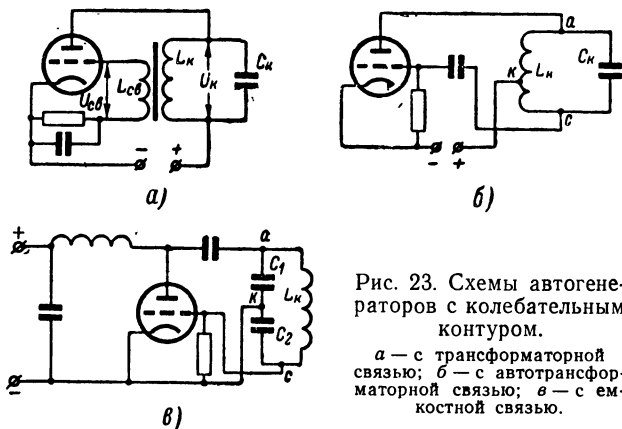 Lк
Cк
Lсв
Uк
Uсв
− +
а)
а
Lк
Cк
к
с
− +
б)
+
а
C1
Lк
к
C2
с
−
в)
Рис. 23. Схемы автогене-
раторов с колебательным
контуром.
а — с трансформаторной
связью; б — с автотрансфор-
маторной связью; в — с ем-
костной связью.